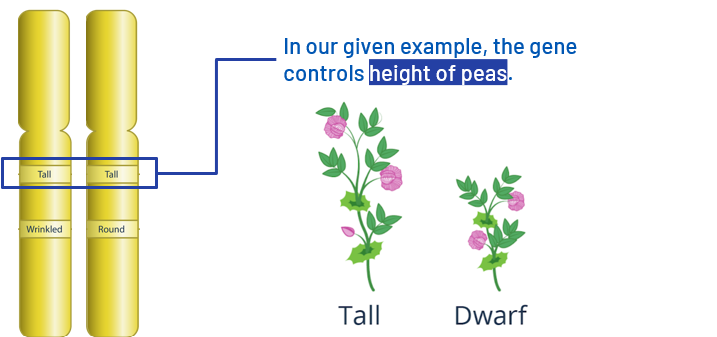 In our given example, the gene
controls height of peas.
Tall Tall
Wrinkled Round
Tall Dwarf